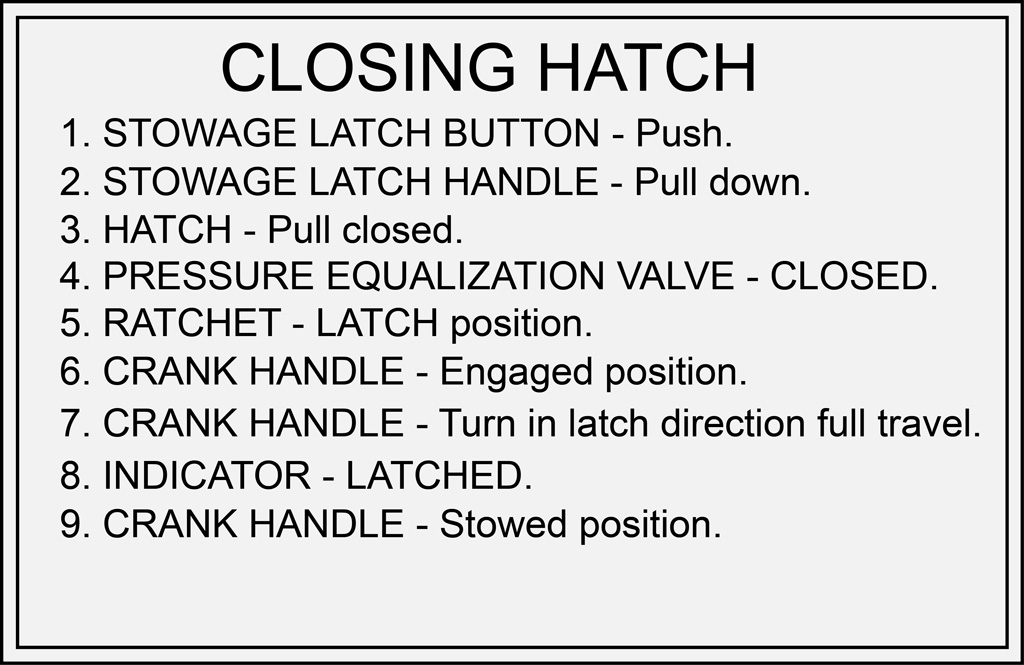 CLOSING HATCH
1. STOWAGE LATCH BUTTON - Push.
2. STOWAGE LATCH HANDLE - Pull down.
3. HATCH - Pull closed.
4. PRESSURE EQUALIZATION VALVE - CLOSED.
5. RATCHET - LATCH position.
6. CRANK HANDLE - Engaged position.
7. CRANK HANDLE - Turn in latch direction full travel.
8. INDICATOR - LATCHED.
9. CRANK HANDLE - Stowed position.